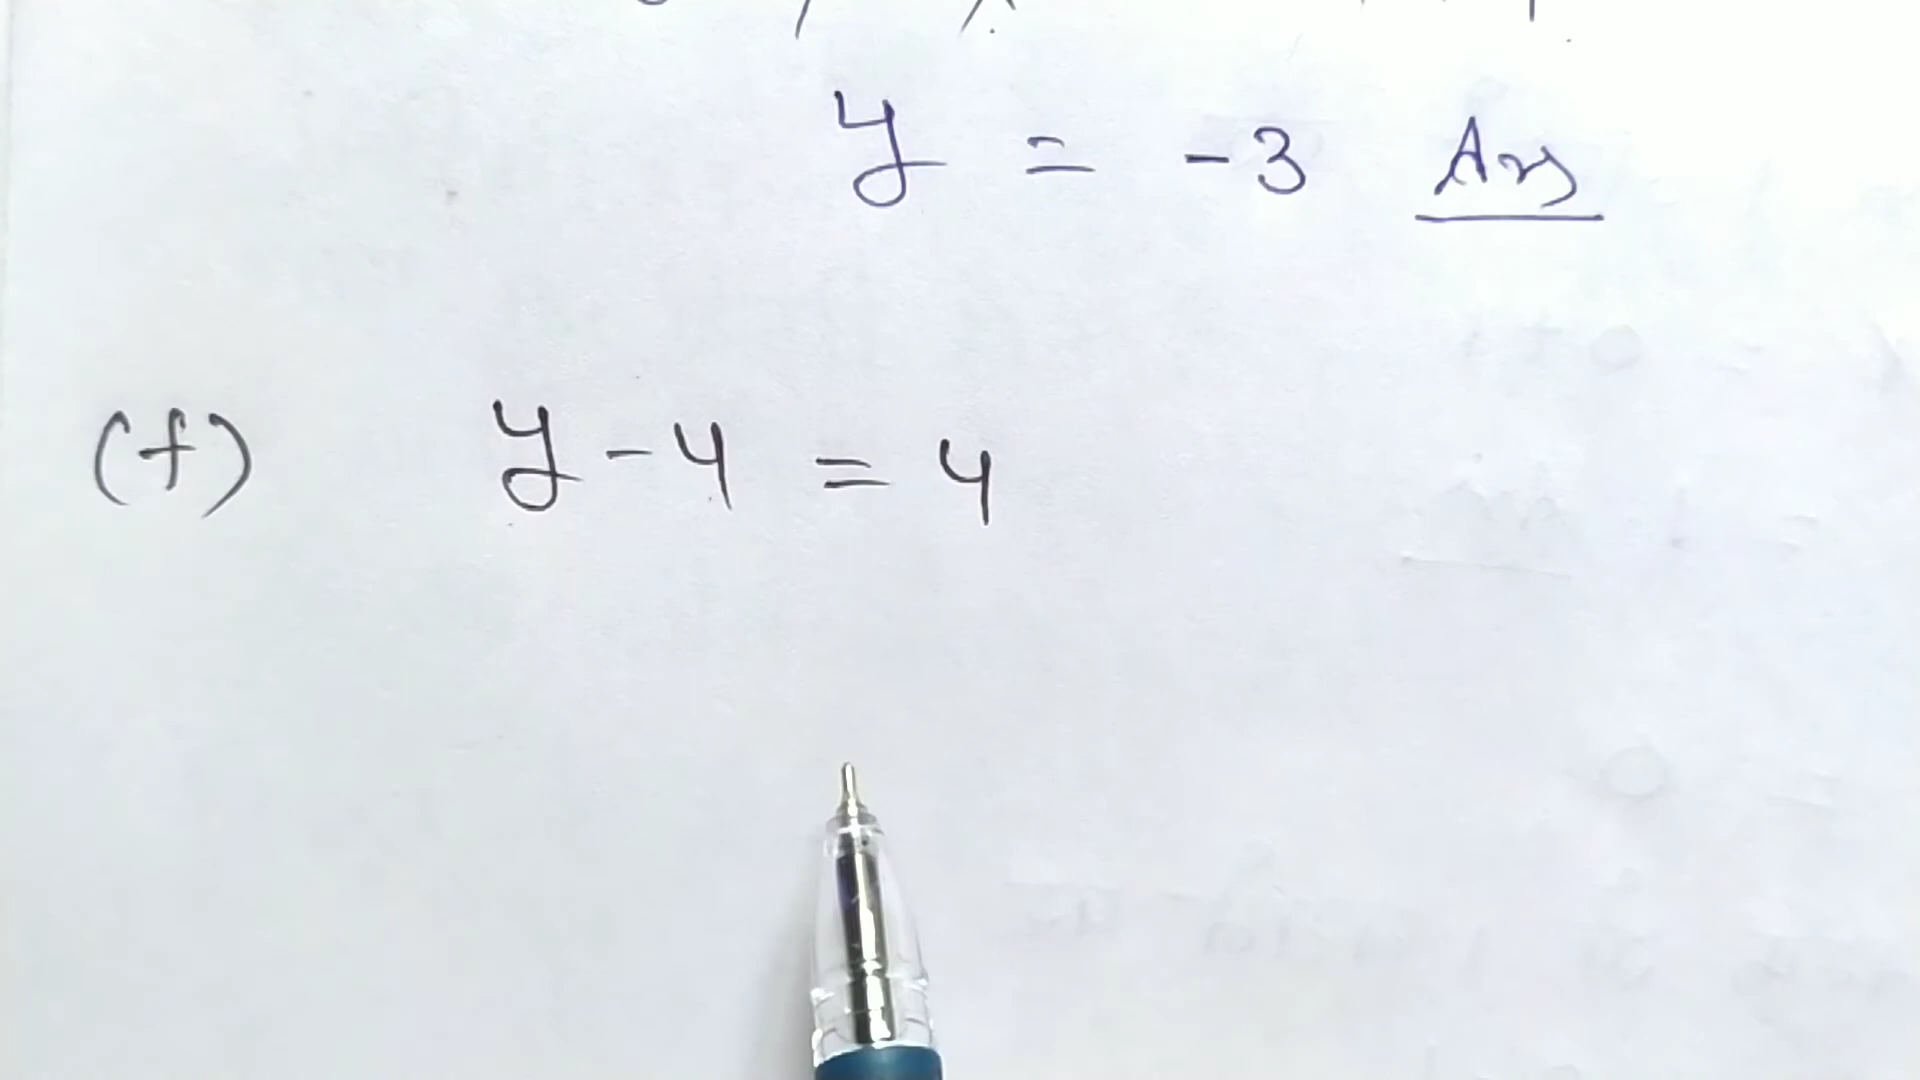 y = -3 Ans
(f) y - 4 = 4